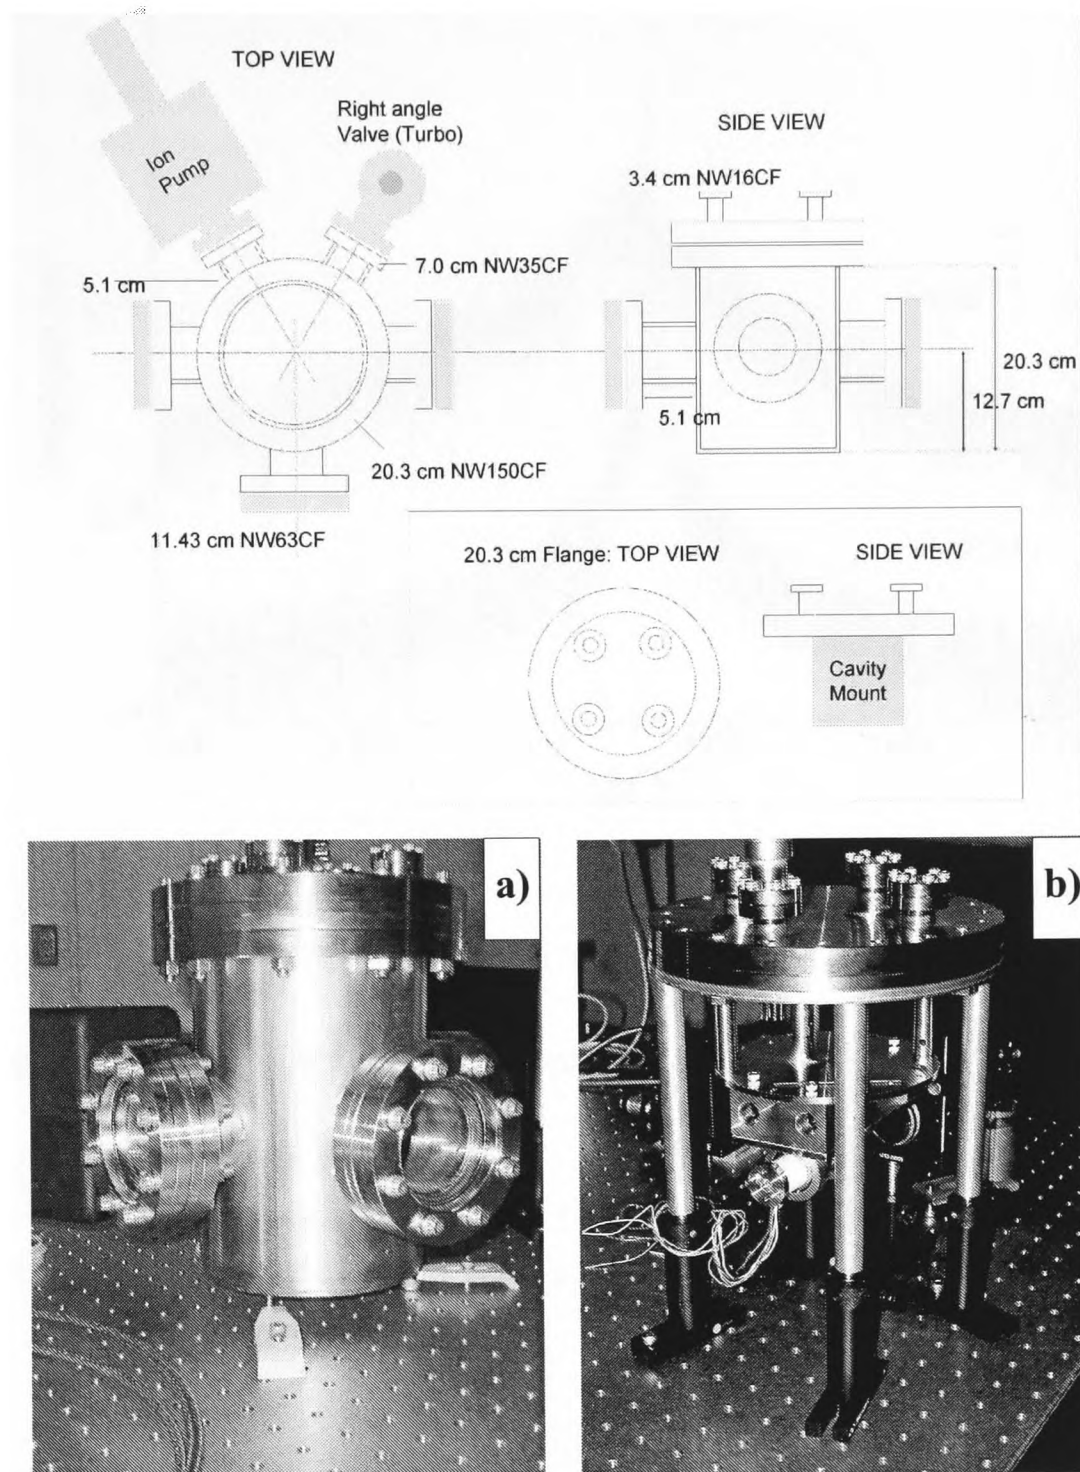 TOP VIEW
Right angle
Valve (Turbo)
SIDE VIEW
Ion
Pump
3.4 cm NW16CF
7.0 cm NW35CF
5.1 cm
20.3 cm
12.7 cm
5.1 cm
20.3 cm NW150CF
11.43 cm NW63CF
20.3 cm Flange: TOP VIEW
SIDE VIEW
Cavity
Mount
a)
b)